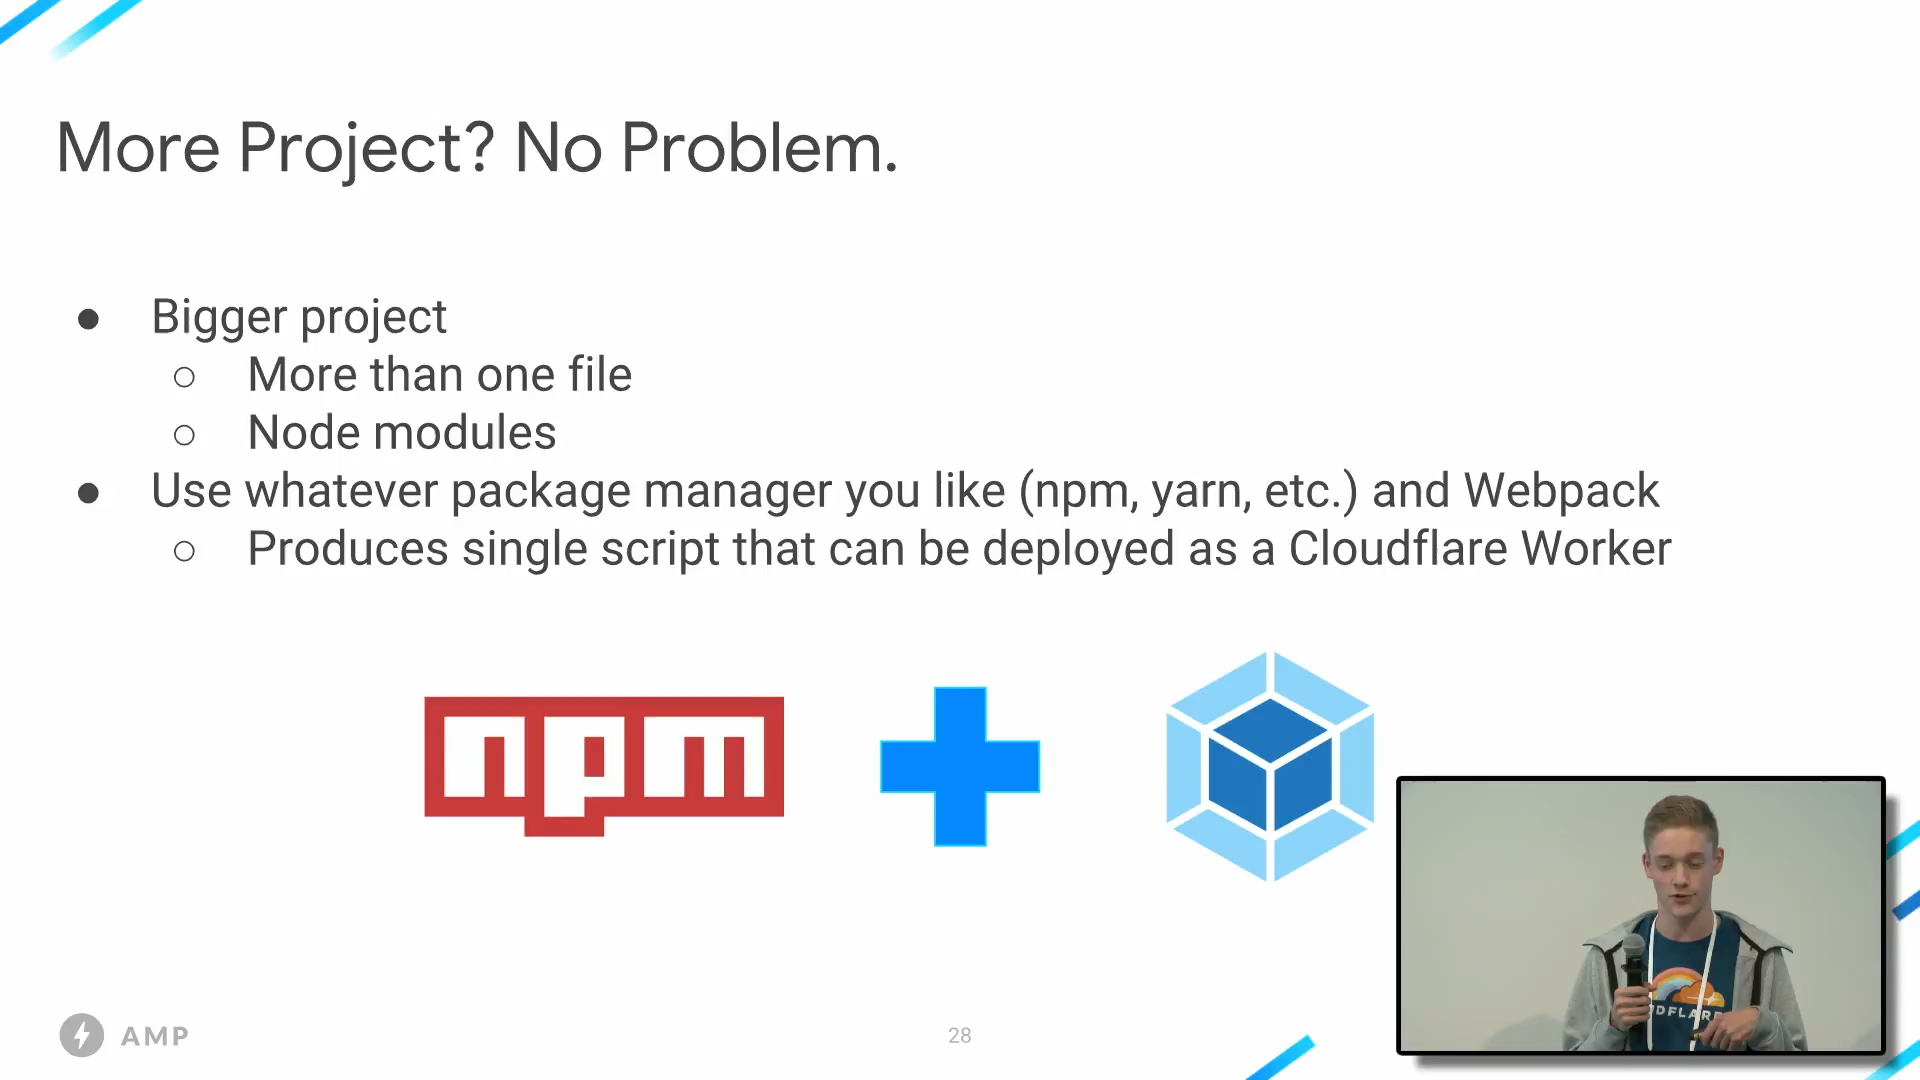 More Project? No Problem.
● Bigger project
○ More than one file
○ Node modules
● Use whatever package manager you like (npm, yarn, etc.) and Webpack
○ Produces single script that can be deployed as a Cloudflare Worker
npm
UDFLARE
AMP
28